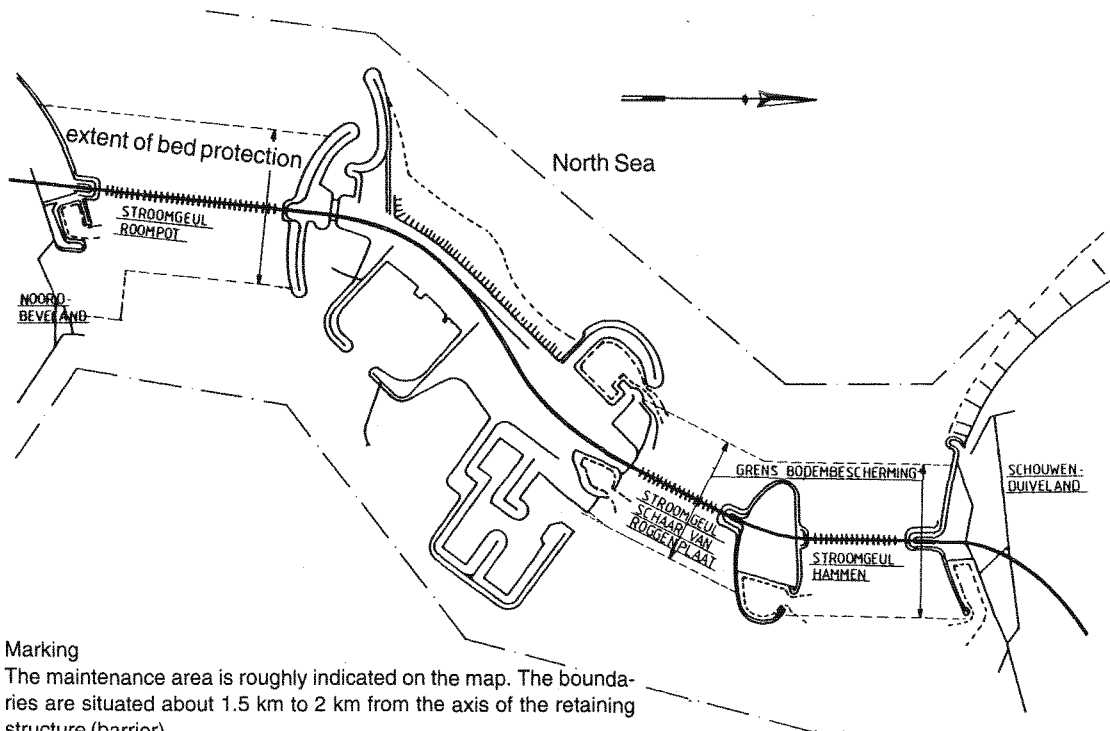 extent of bed protection
North Sea
STROOMGEUL
ROOMPOT
NOORD-
BEVELAND
GRENS BODEMBESCHERMING
SCHOUWEN-
DUIVELAND
STROOMGEUL
SCHAAR VAN
ROGGENPLAAT
STROOMGEUL
HAMMEN
Marking
The maintenance area is roughly indicated on the map. The bounda-
ries are situated about 1.5 km to 2 km from the axis of the retaining
structure (barrier)